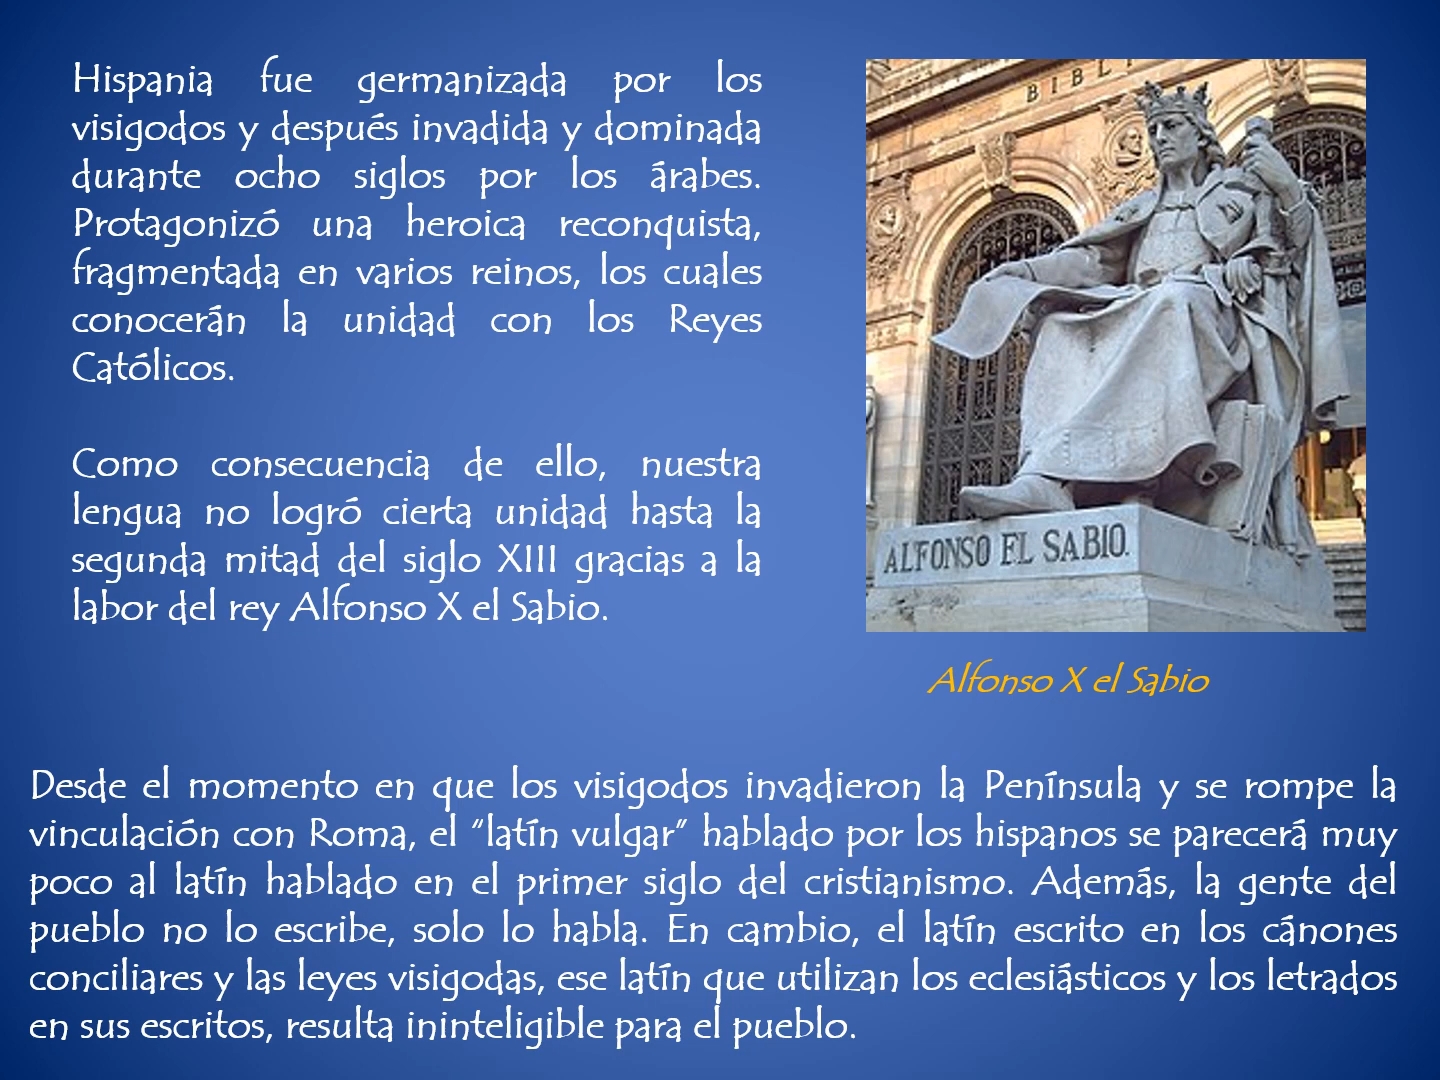 Hispania fue germanizada por los
visigodos y después invadida y dominada
durante ocho siglos por los árabes.
Protagonizó una heroica reconquista,
fragmentada en varios reinos, los cuales
conocerán la unidad con los Reyes
Católicos.
Como consecuencia de ello, nuestra
lengua no logró cierta unidad hasta la
segunda mitad del siglo XIII gracias a la
labor del rey Alfonso X el Sabio.
BIBL
ALFONSO EL SABIO.
Alfonso X el Sabio
Desde el momento en que los visigodos invadieron la Península y se rompe la
vinculación con Roma, el “latín vulgar” hablado por los hispanos se parecerá muy
poco al latín hablado en el primer siglo del cristianismo. Además, la gente del
pueblo no lo escribe, solo lo habla. En cambio, el latín escrito en los cánones
conciliares y las leyes visigodas, ese latín que utilizan los eclesiásticos y los letrados
en sus escritos, resulta ininteligible para el pueblo.